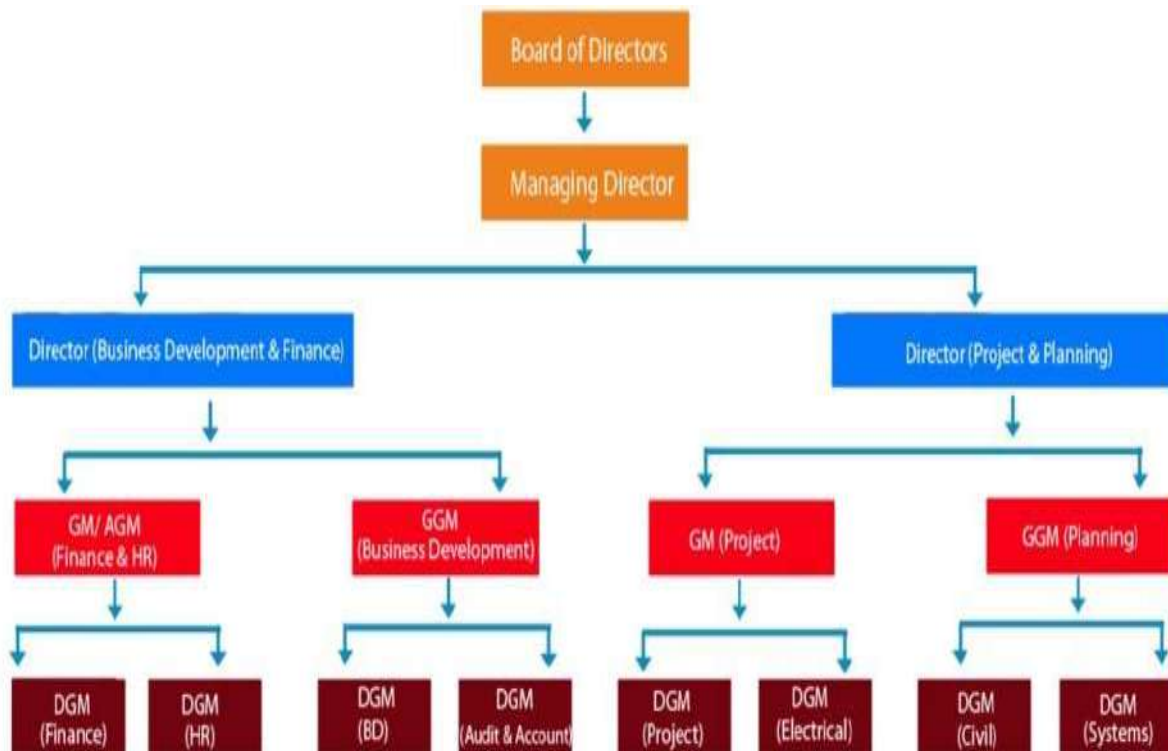 Board of Directors
Managing Director
Director (Business Development & Finance)
Director (Project & Planning)
GM/ AGM
(Finance & HR)
GGM
(Business Development)
GM (Project)
GGM (Planning)
DGM
(Finance)
DGM
(HR)
DGM
(BD)
DGM
(Audit & Account)
DGM
(Project)
DGM
(Electrical)
DGM
(Civil)
DGM
(Systems)